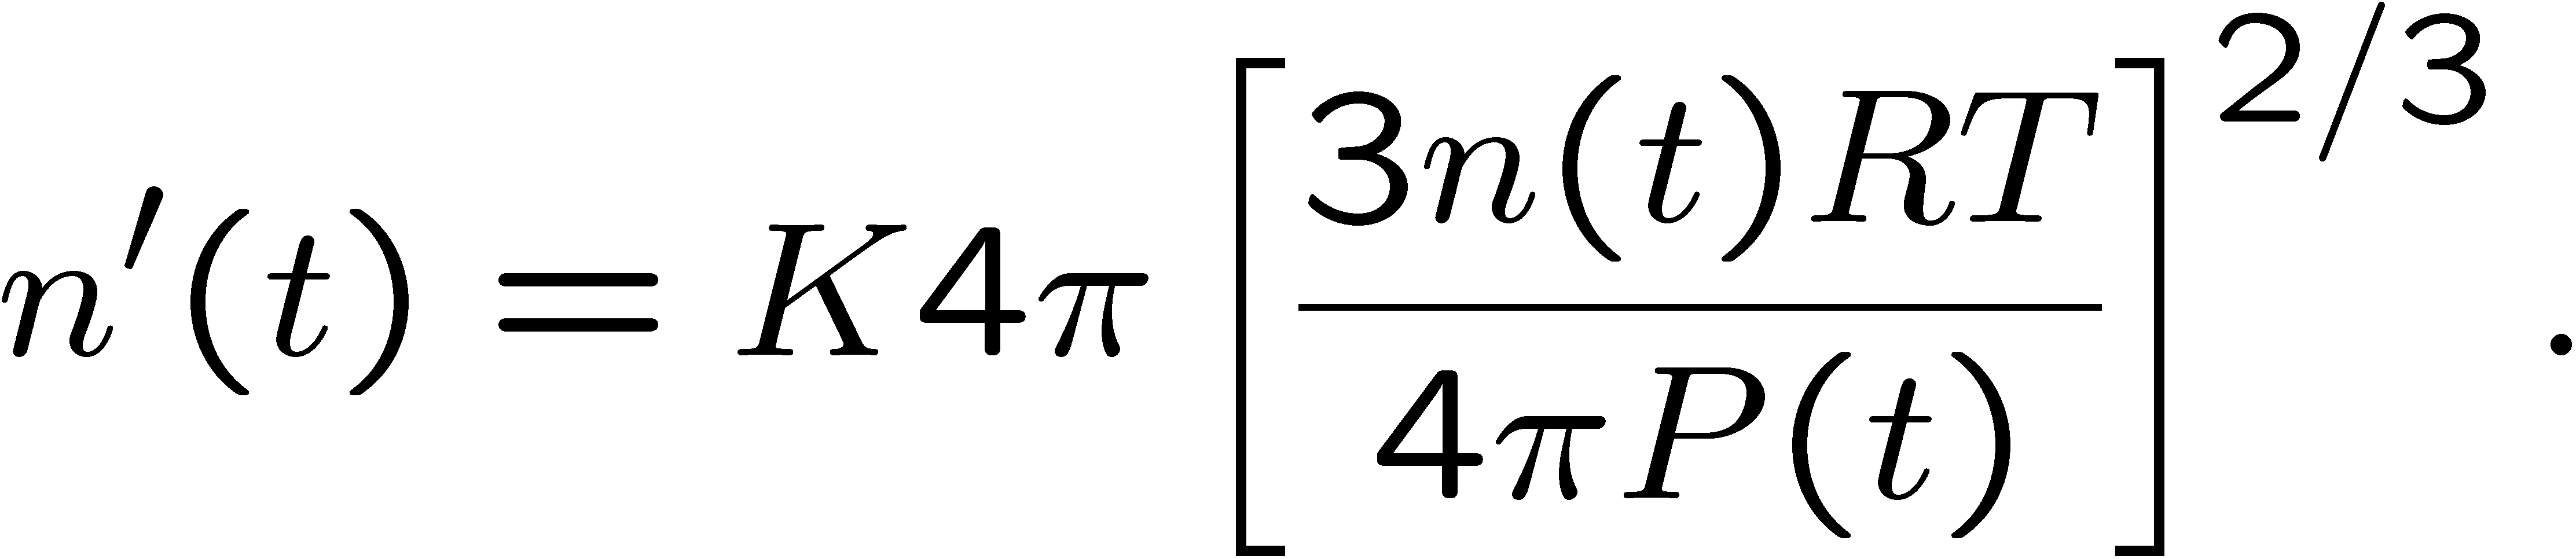 n′(t) = K4π [3n(t)RT / 4πP(t)]^{2/3}.